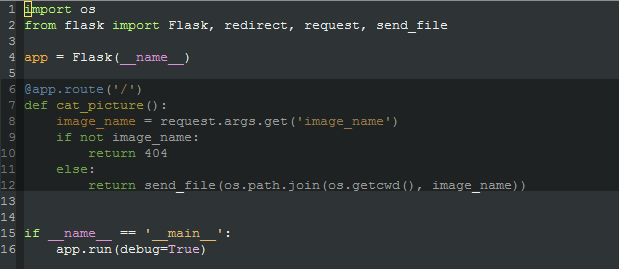 1 import os
2 from flask import Flask, redirect, request, send_file
3
4 app = Flask(__name__)
5
6 @app.route('/')
7 def cat_picture():
8     image_name = request.args.get('image_name')
9     if not image_name:
10         return 404
11     else:
12         return send_file(os.path.join(os.getcwd(), image_name))
13
14
15 if __name__ == '__main__':
16     app.run(debug=True)